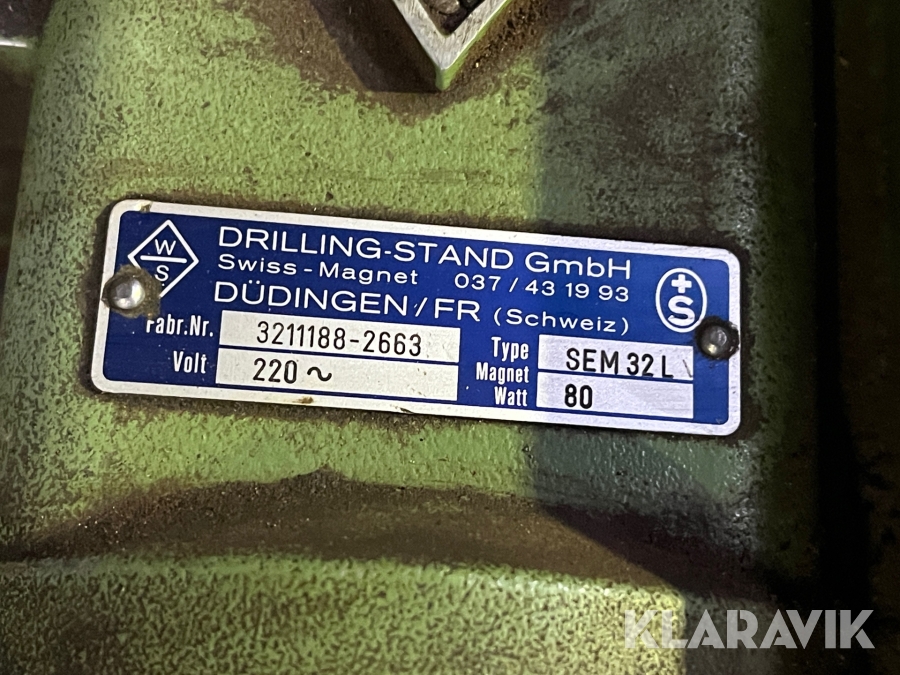 W
S
DRILLING-STAND GmbH
Swiss-Magnet 037/43 19 93
DÜDINGEN/FR (Schweiz)
+
S
Fabr.Nr. 3211188-2663
Type SEM 32 L
Volt 220 ~
Magnet
Watt 80
KLARAVIK